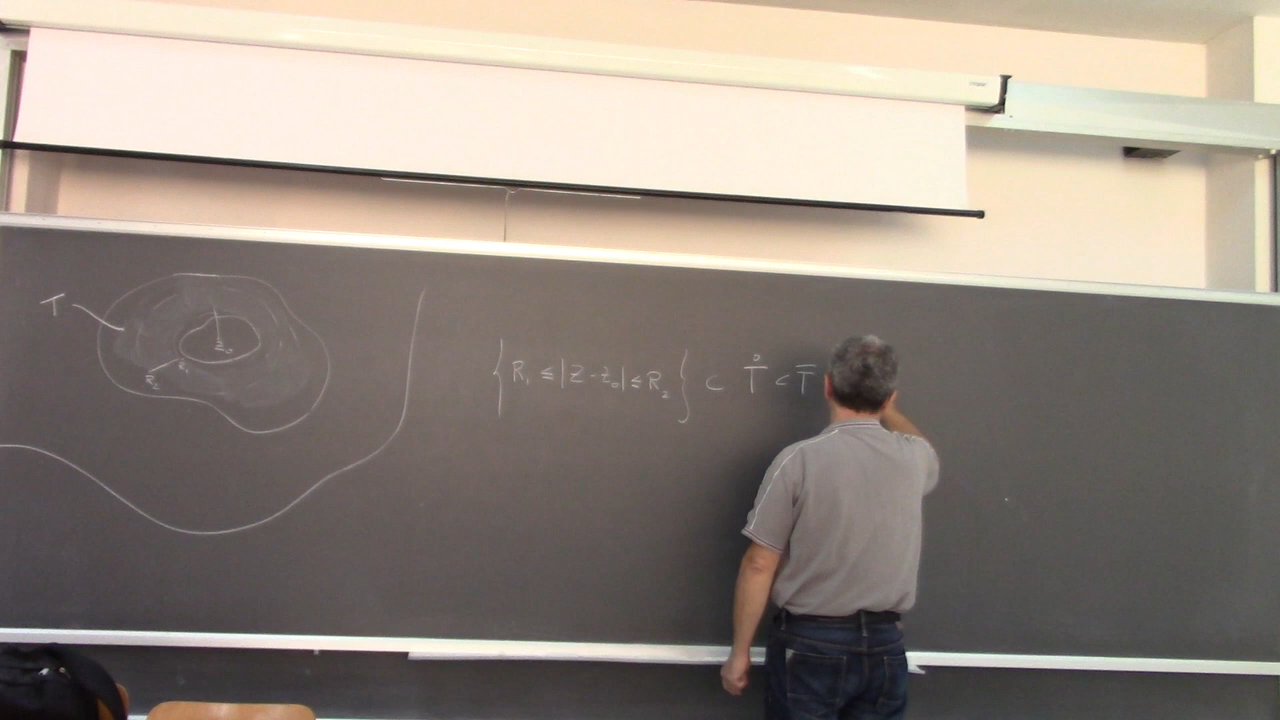 T
z₀
R₁
R₂
{ R₁ ≤ |z - z₀| ≤ R₂ } ⊂ T̊ ⊂ T̅